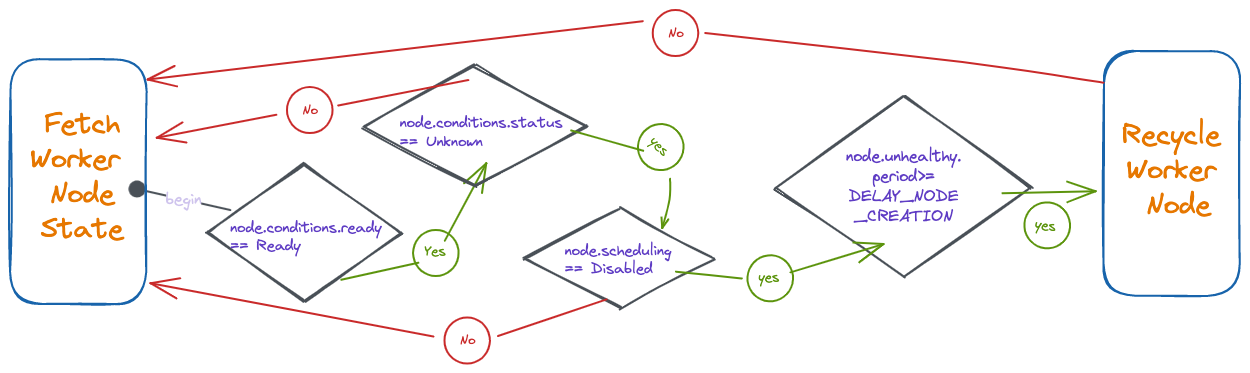 No
Fetch
Worker
Node
State
No
node.conditions.status
== Unknown
yes
begin
node.conditions.ready
== Ready
Yes
node.scheduling
== Disabled
yes
No
node.unhealthy.
period>=
DELAY_NODE
_CREATION
yes
Recycle
Worker
Node